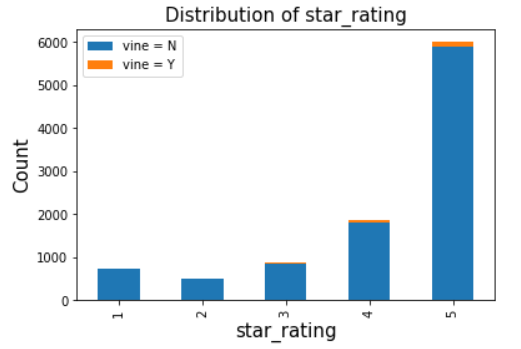 Distribution of star_rating
vine = N
vine = Y
Count
6000
5000
4000
3000
2000
1000
0
1
2
3
4
5
star_rating